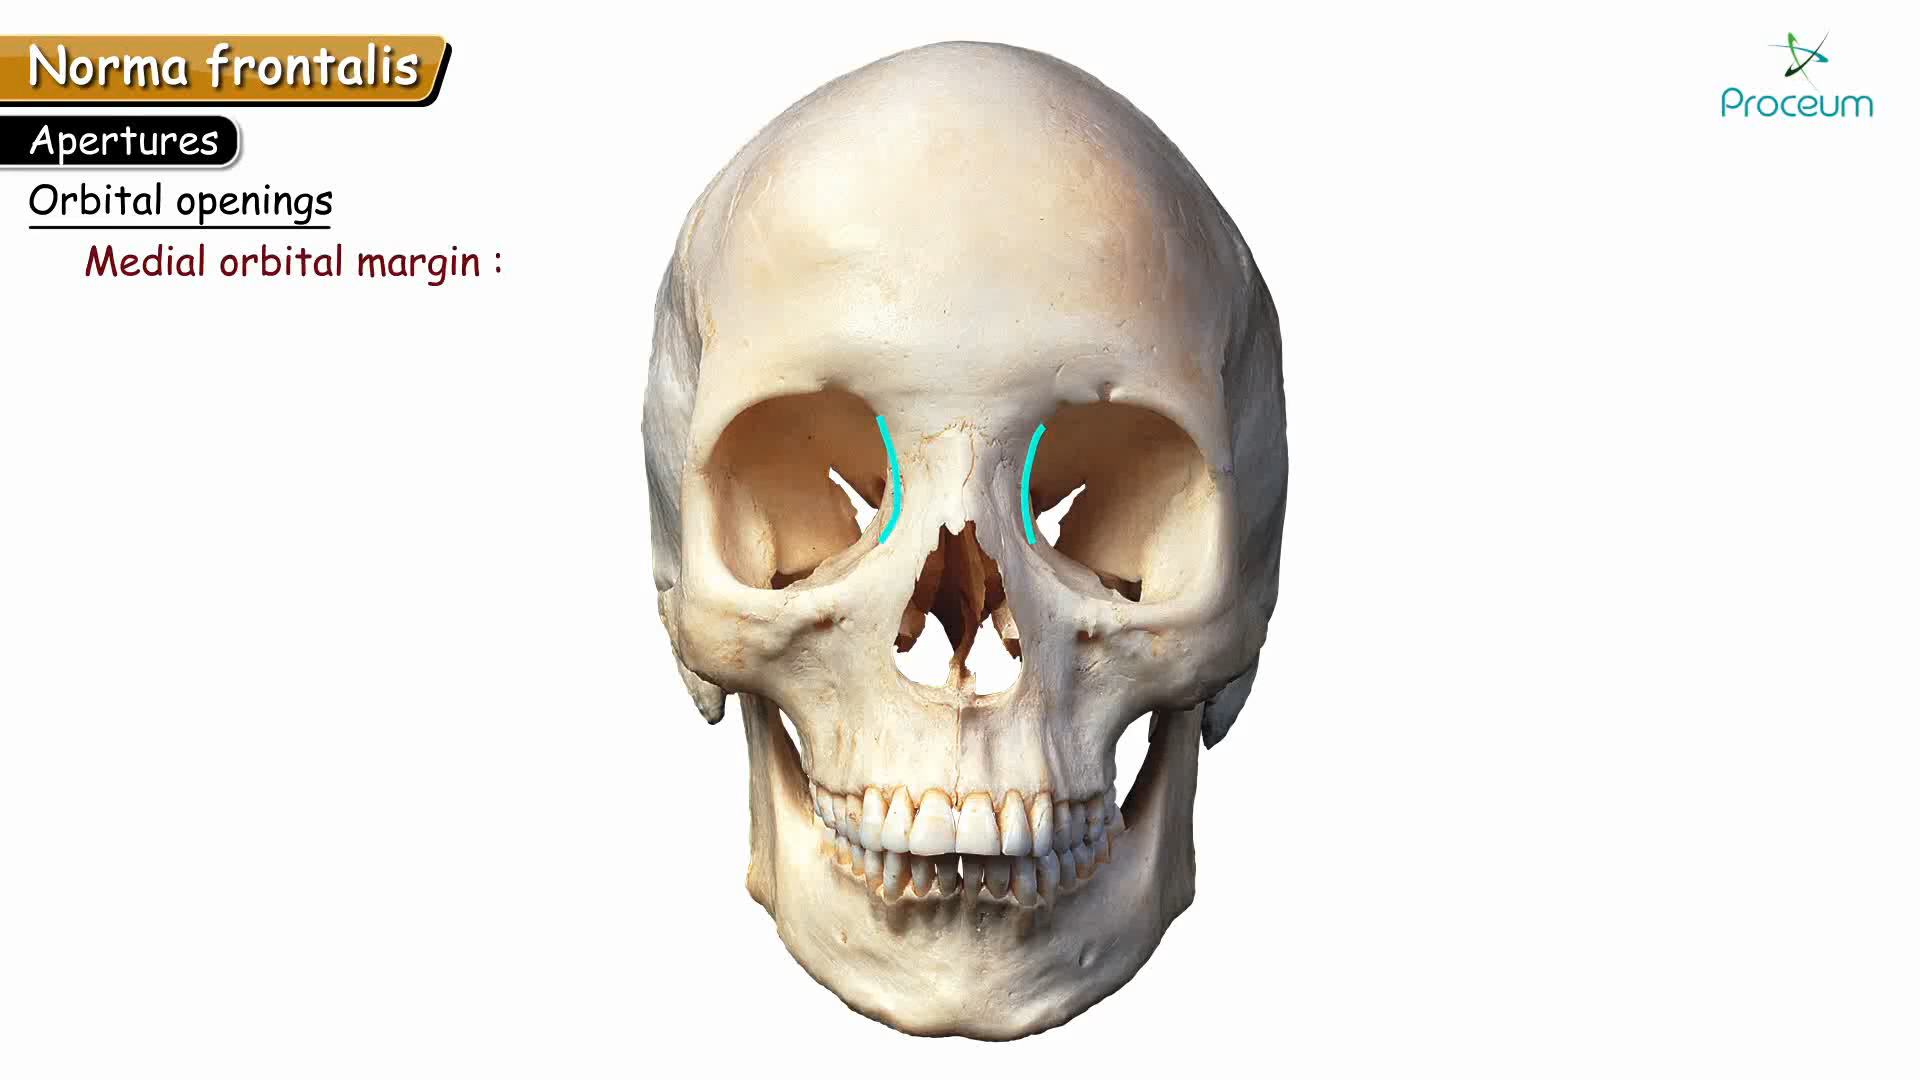 Norma frontalis
Apertures
Orbital openings
Medial orbital margin :
Proceum